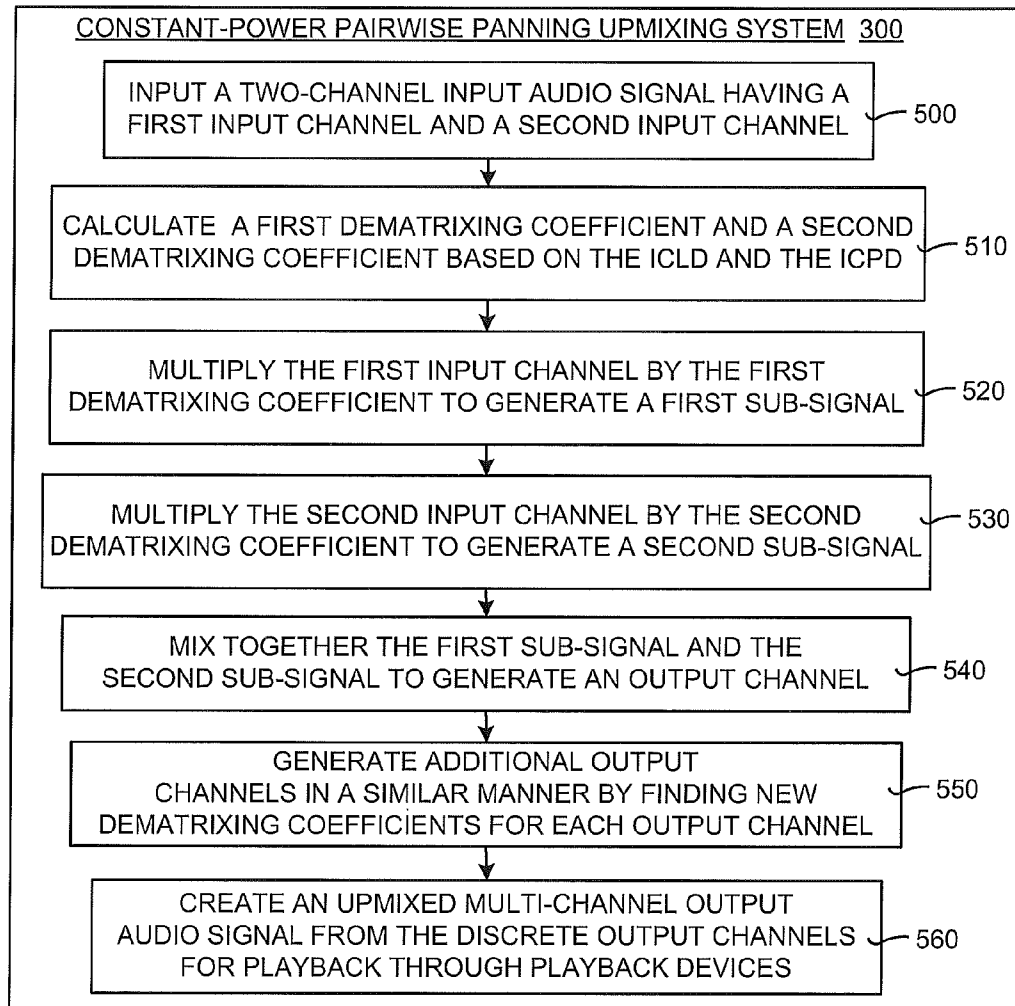 CONSTANT-POWER PAIRWISE PANNING UPMIXING SYSTEM 300
INPUT A TWO-CHANNEL INPUT AUDIO SIGNAL HAVING A
FIRST INPUT CHANNEL AND A SECOND INPUT CHANNEL
500
CALCULATE A FIRST DEMATRIXING COEFFICIENT AND A SECOND
DEMATRIXING COEFFICIENT BASED ON THE ICLD AND THE ICPD
510
MULTIPLY THE FIRST INPUT CHANNEL BY THE FIRST
DEMATRIXING COEFFICIENT TO GENERATE A FIRST SUB-SIGNAL
520
MULTIPLY THE SECOND INPUT CHANNEL BY THE SECOND
DEMATRIXING COEFFICIENT TO GENERATE A SECOND SUB-SIGNAL
530
MIX TOGETHER THE FIRST SUB-SIGNAL AND THE
SECOND SUB-SIGNAL TO GENERATE AN OUTPUT CHANNEL
540
GENERATE ADDITIONAL OUTPUT
CHANNELS IN A SIMILAR MANNER BY FINDING NEW
DEMATRIXING COEFFICIENTS FOR EACH OUTPUT CHANNEL
550
CREATE AN UPMIXED MULTI-CHANNEL OUTPUT
AUDIO SIGNAL FROM THE DISCRETE OUTPUT CHANNELS
FOR PLAYBACK THROUGH PLAYBACK DEVICES
560